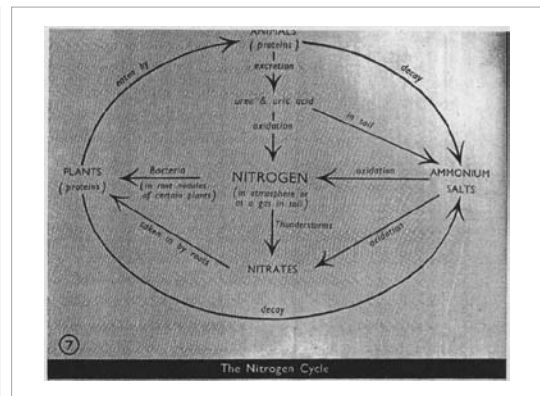 ANIMALS
(proteins)
excretion
eaten by
decay
urea & uric acid
oxidation
in soil
PLANTS
(proteins)
Bacteria
(in root nodules
of certain plants)
NITROGEN
(in atmosphere or
as a gas in soil)
oxidation
AMMONIUM
SALTS
Thunderstorms
taken in by roots
oxidation
NITRATES
decay
7
The Nitrogen Cycle